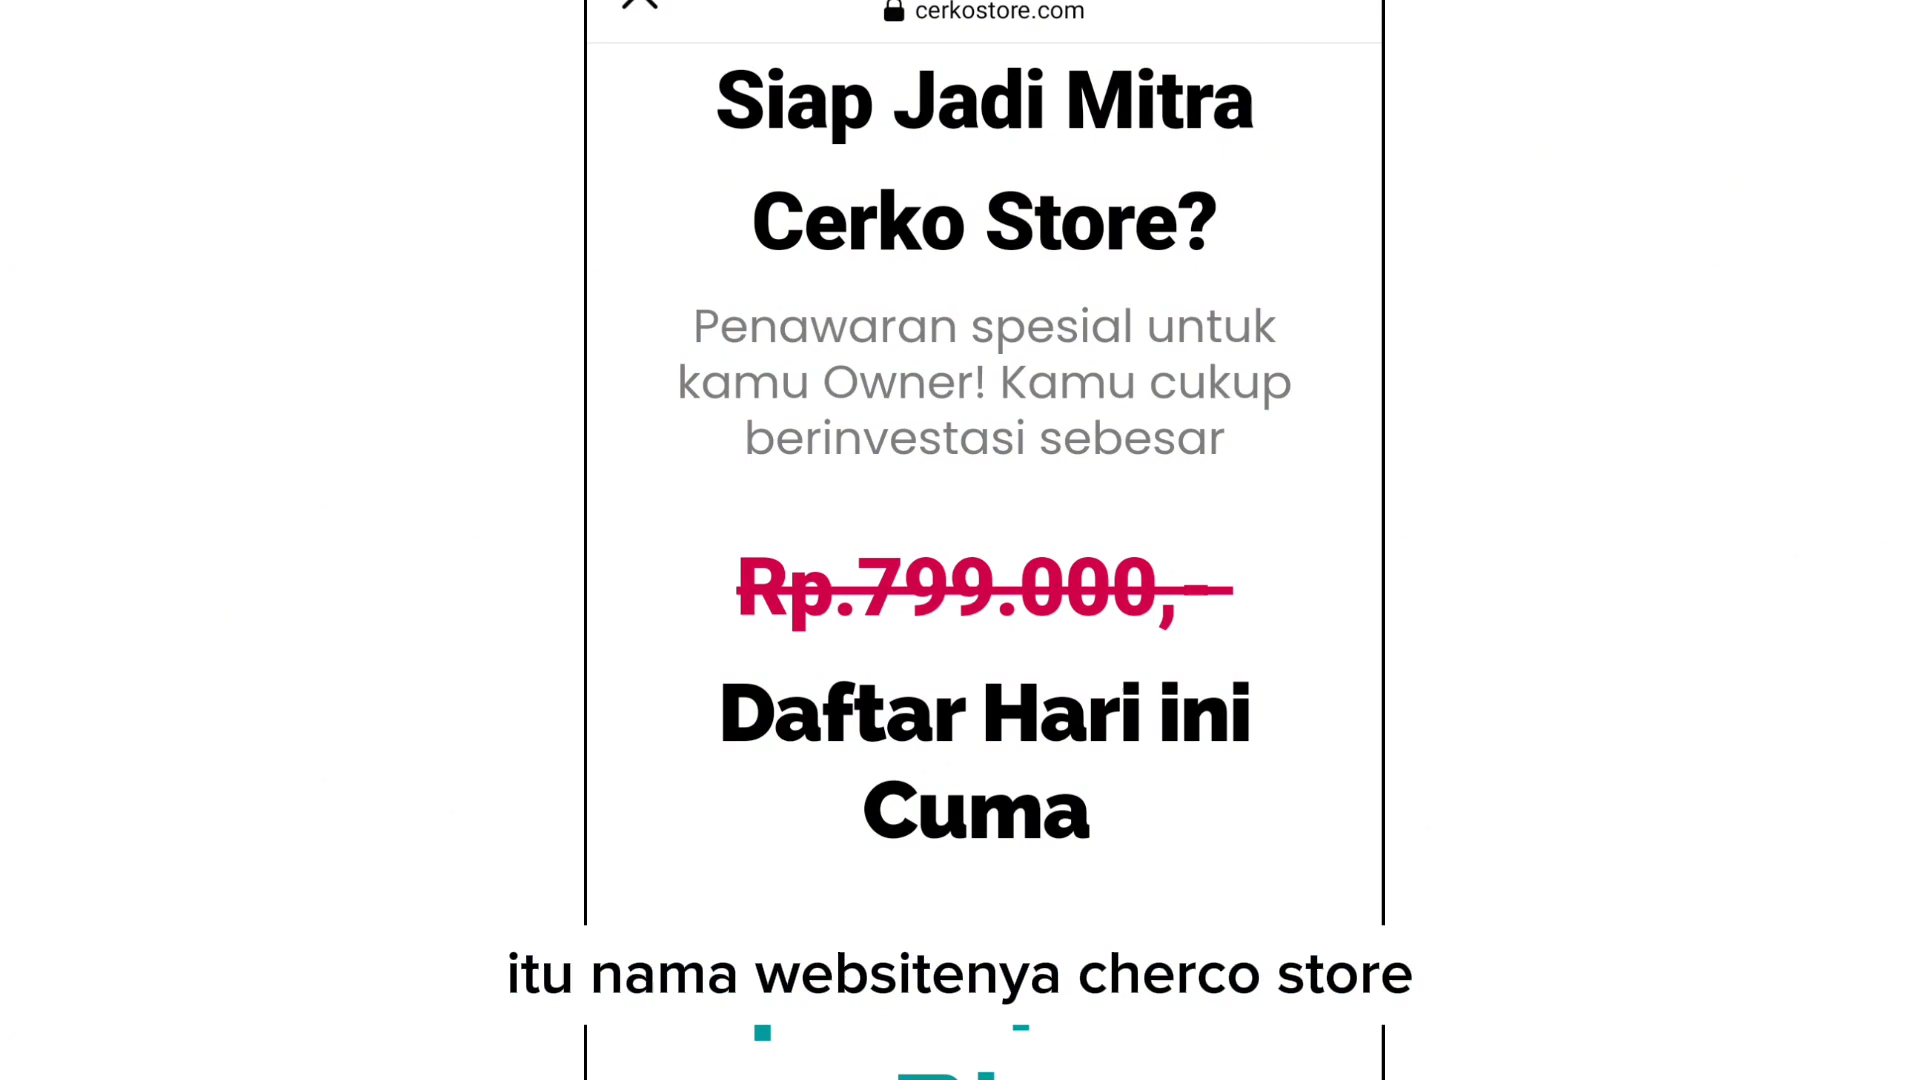 cerkostore.com
Siap Jadi Mitra
Cerko Store?
Penawaran spesial untuk
kamu Owner! Kamu cukup
berinvestasi sebesar
Rp.799.000,-
Daftar Hari ini
Cuma
itu nama websitenya cherco store